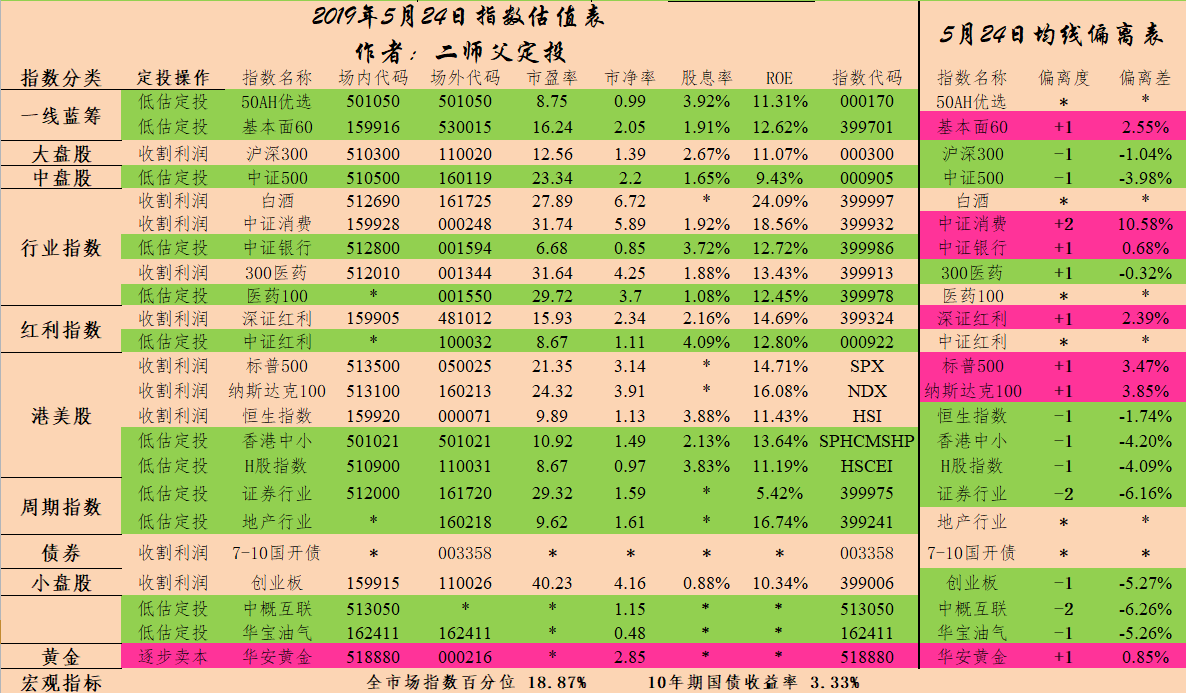 2019年5月24日指数估值表
作者：二师父定投
5月24日均线偏离表
指数分类 定投操作 指数名称 场内代码 场外代码 市盈率 市净率 股息率 ROE 指数代码 指数名称 偏离度 偏离差
一线蓝筹 低估定投 50AH优选 501050 501050 8.75 0.99 3.92% 11.31% 000170 50AH优选 * *
低估定投 基本面60 159916 530015 16.24 2.05 1.91% 12.62% 399701 基本面60 +1 2.55%
大盘股 收割利润 沪深300 510300 110020 12.56 1.39 2.67% 11.07% 000300 沪深300 -1 -1.04%
中盘股 低估定投 中证500 510500 160119 23.34 2.2 1.65% 9.43% 000905 中证500 -1 -3.98%
行业指数 收割利润 白酒 512690 161725 27.89 6.72 * 24.09% 399997 白酒 * *
收割利润 中证消费 159928 000248 31.74 5.89 1.92% 18.56% 399932 中证消费 +2 10.58%
低估定投 中证银行 512800 001594 6.68 0.85 3.72% 12.72% 399986 中证银行 +1 0.68%
收割利润 300医药 512010 001344 31.64 4.25 1.88% 13.43% 399913 300医药 +1 -0.32%
低估定投 医药100 * 001550 29.72 3.7 1.08% 12.45% 399978 医药100 * *
红利指数 收割利润 深证红利 159905 481012 15.93 2.34 2.16% 14.69% 399324 深证红利 +1 2.39%
低估定投 中证红利 * 100032 8.67 1.11 4.09% 12.80% 000922 中证红利 * *
港美股 收割利润 标普500 513500 050025 21.35 3.14 * 14.71% SPX 标普500 +1 3.47%
收割利润 纳斯达克100 513100 160213 24.32 3.91 * 16.08% NDX 纳斯达克100 +1 3.85%
收割利润 恒生指数 159920 000071 9.89 1.13 3.88% 11.43% HSI 恒生指数 -1 -1.74%
低估定投 香港中小 501021 501021 10.92 1.49 2.13% 13.64% SPHCMSHP 香港中小 -1 -4.20%
低估定投 H股指数 510900 110031 8.67 0.97 3.83% 11.19% HSCEI H股指数 -1 -4.09%
周期指数 低估定投 证券行业 512000 161720 29.32 1.59 * 5.42% 399975 证券行业 -2 -6.16%
低估定投 地产行业 * 160218 9.62 1.61 * 16.74% 399241 地产行业 * *
债券 收割利润 7-10国开债 * 003358 * * * * 003358 7-10国开债 * *
小盘股 收割利润 创业板 159915 110026 40.23 4.16 0.88% 10.34% 399006 创业板 -1 -5.27%
低估定投 中概互联 513050 * * 1.15 * * 513050 中概互联 -2 -6.26%
低估定投 华宝油气 162411 162411 * 0.48 * * 162411 华宝油气 -1 -5.26%
黄金 逐步卖本 华安黄金 518880 000216 * 2.85 * * 518880 华安黄金 +1 0.85%
宏观指标 全市场指数百分位 18.87% 10年期国债收益率 3.33%